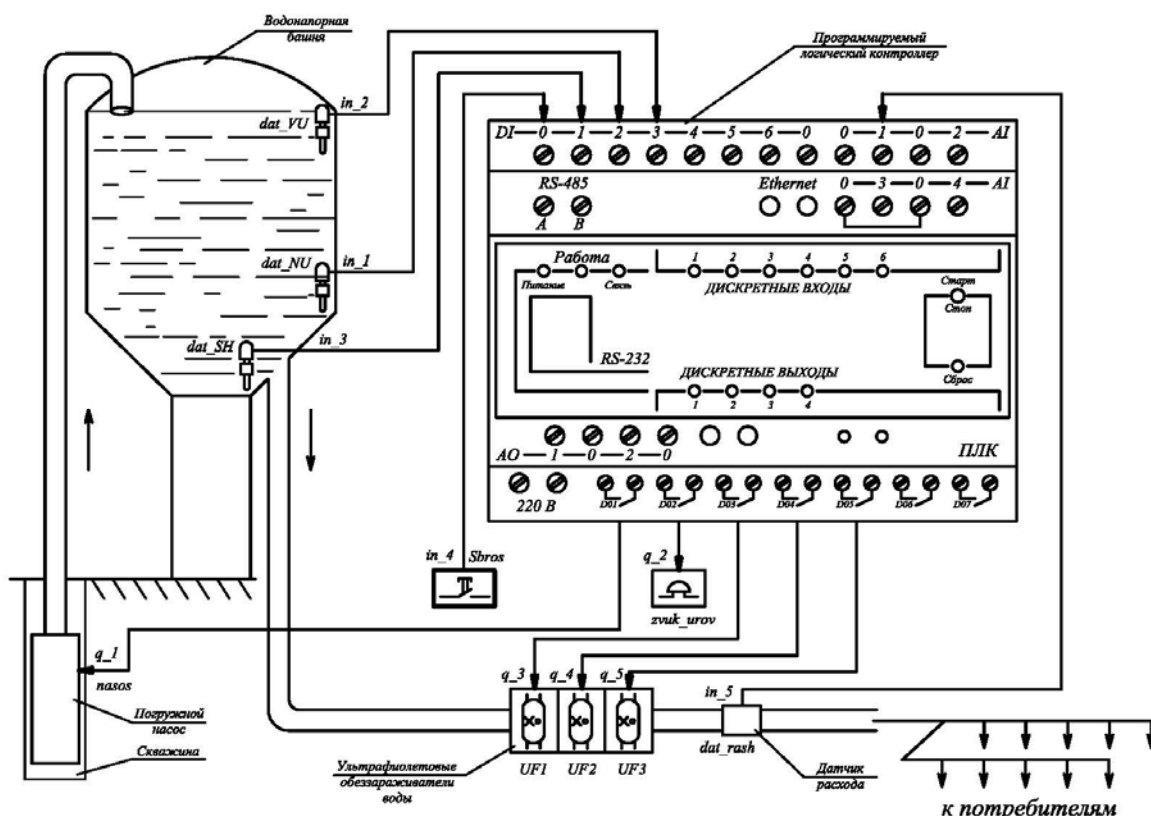 Водонапорная
башня
Программируемый
логический контроллер
in_2
dat_VU
in_1
dat_NU
in_3
dat_SH
DI 0 1 2 3 4 5 6 0 0 1 0 2 AI
RS-485
Ethernet
0 3 0 4 AI
A B
Работа
Питание
Связь
1 2 3 4 5 6
ДИСКРЕТНЫЕ ВХОДЫ
Старт
Стоп
RS-232
ДИСКРЕТНЫЕ ВЫХОДЫ
1 2 3 4
Сброс
AO 1 0 2 0
ПЛК
220 В
D01 D02 D03 D04 D05 D06 D07
in_4
Sbros
q_2
zvuk_urov
q_1
nasos
Погружной
насос
Скважина
q_3
q_4
q_5
in_5
dat_rash
UF1
UF2
UF3
Ультрафиолетовые
обеззараживатели
воды
Датчик
расхода
к потребителям